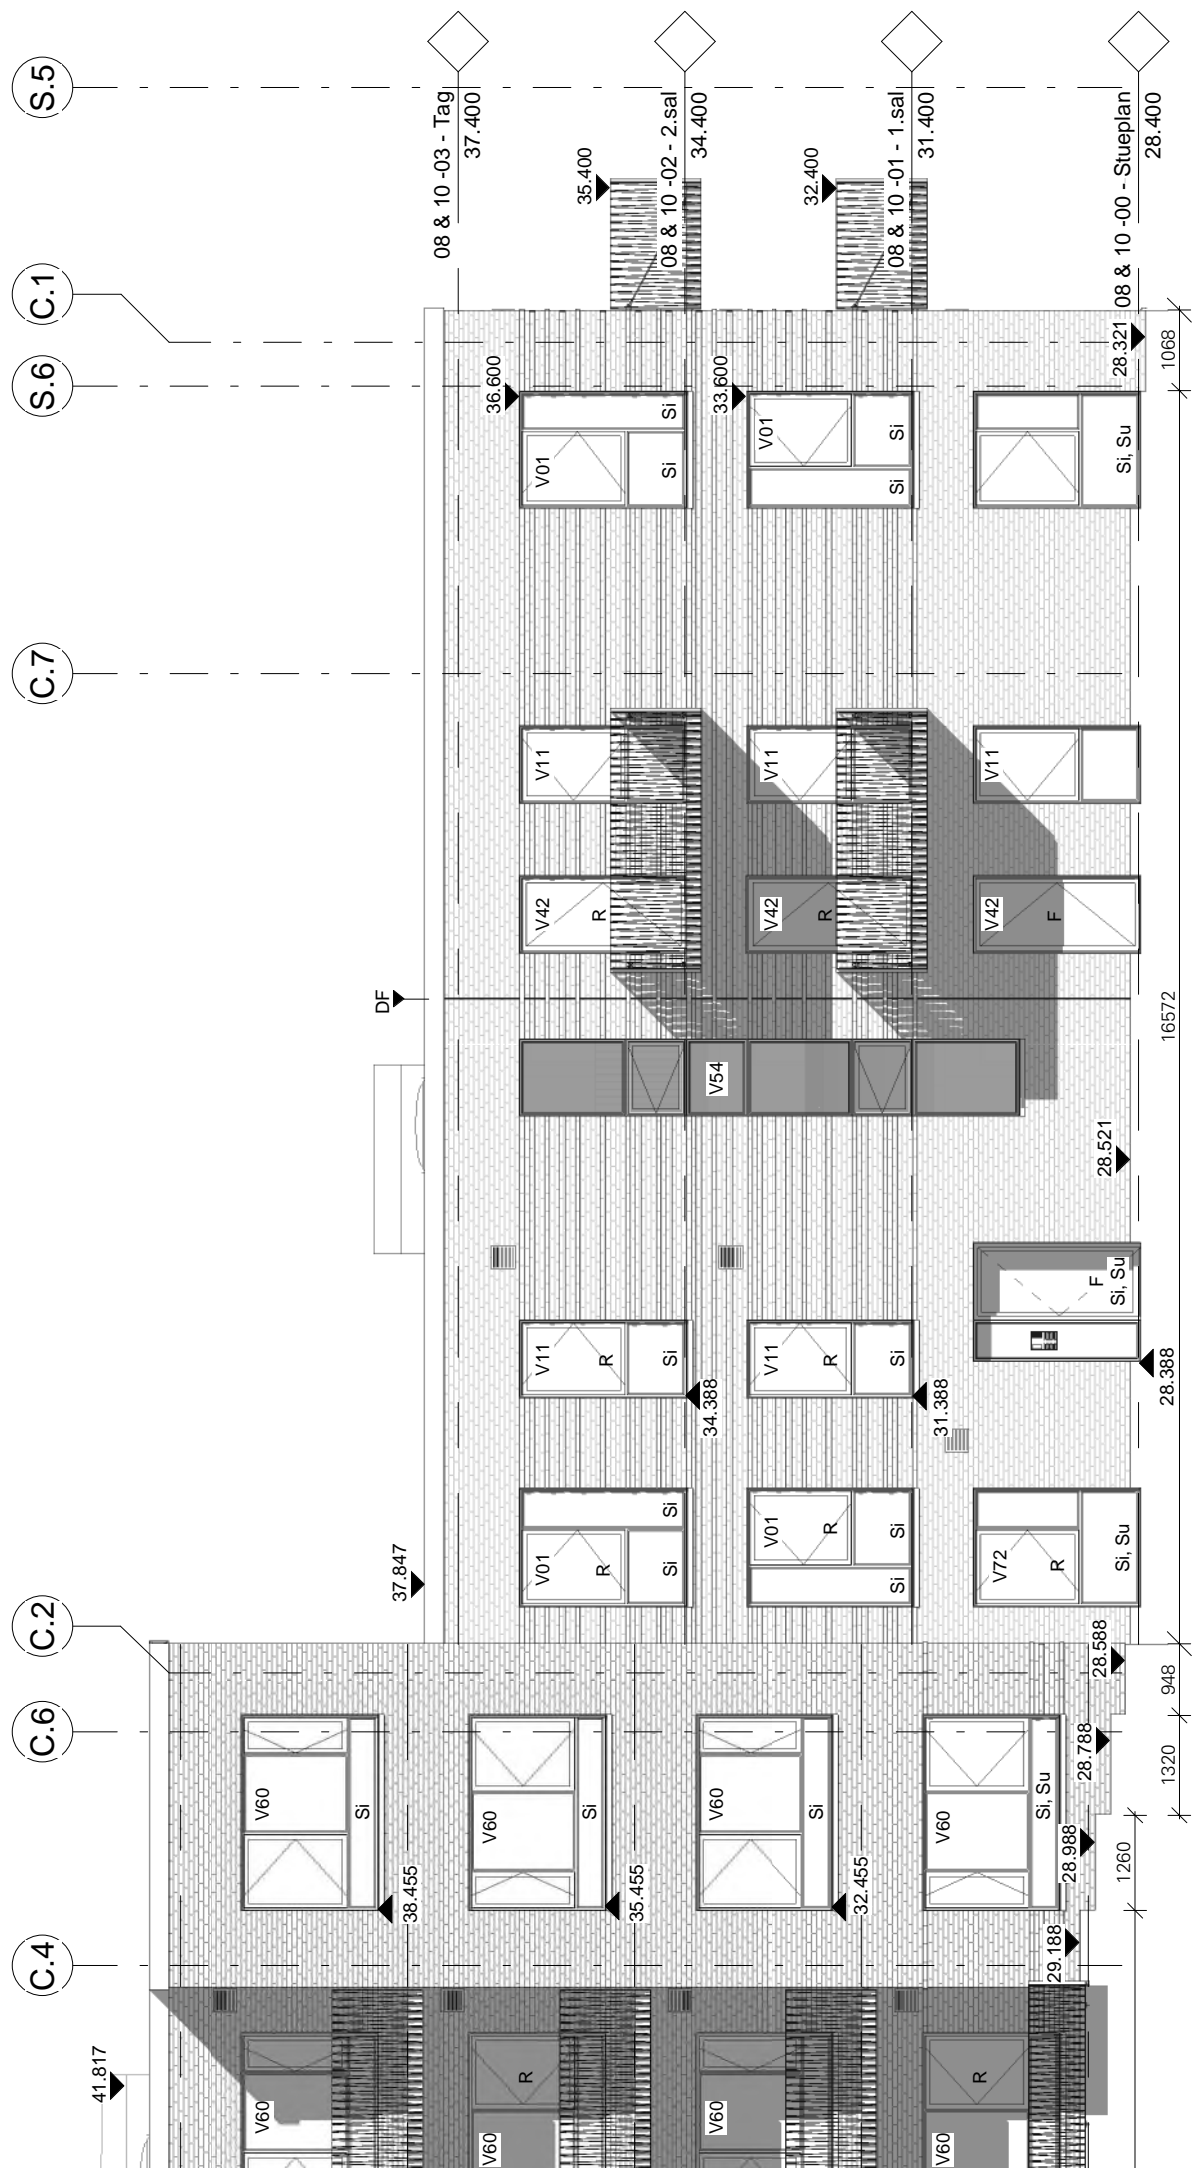 S.5
C.1
S.6
C.7
C.2
C.6
C.4
08 & 10 -03 - Tag
37.400
08 & 10 -02 - 2.sal
34.400
08 & 10 -01 - 1.sal
31.400
08 & 10 -00 - Stueplan
28.400
35.400
32.400
36.600
33.600
28.321
1068
V01
Si
Si
V01
Si
Si
Si, Su
V11
V11
V11
V42
R
V42
R
V42
F
DF
16572
V54
28.521
F
Si, Su
28.388
V11
R
Si
34.388
V11
R
Si
31.388
V01
R
Si
Si
V01
R
Si
Si
V72
R
Si, Su
37.847
28.588
948
28.788
1320
28.988
1260
29.188
V60
Si
38.455
V60
Si
35.455
V60
Si
32.455
V60
Si, Su
41.817
V60
R
V60
V60
R
V60